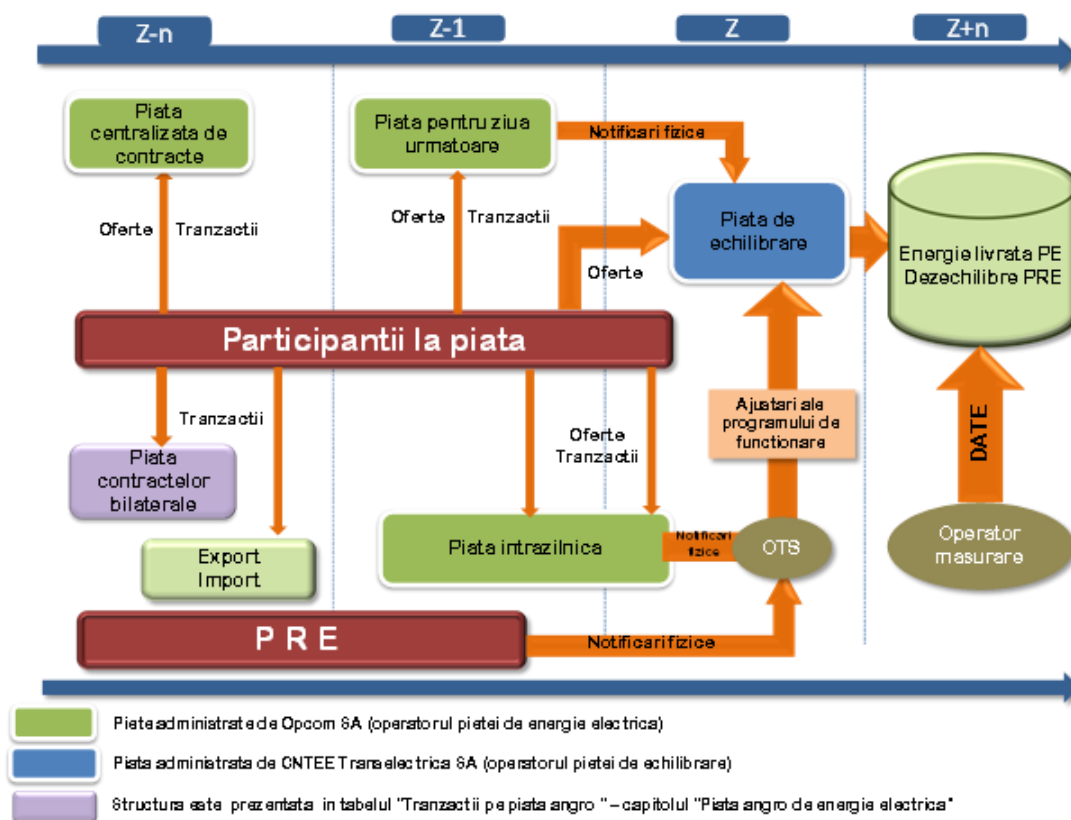 Z-n
Z-1
Z
Z+n
Piata
centralizata de
contracte
Piata pentru ziua
urmatoare
Notificari fizice
Piata de
echilibrare
Energie livrata PE
Dezechilibre PRE
Oferte
Tranzactii
Oferte
Tranzactii
Oferte
Participantii la piata
Tranzactii
Oferte
Tranzactii
Ajustari ale
programului de
functionare
DATE
Piata
contractelor
bilaterale
Export
Import
Piata intrazilnica
Notificari
fizice
OTS
Operator
masurare
P R E
Notificari fizice
Piete administrate de Opcom SA (operatorul pietei de energie electrica)
Piata administrata de CNTEE Transelectrica SA (operatorul pietei de echilibrare)
Structura este prezentata in tabelul "Tranzactii pe piata angro " – capitolul "Piata angro de energie electrica"